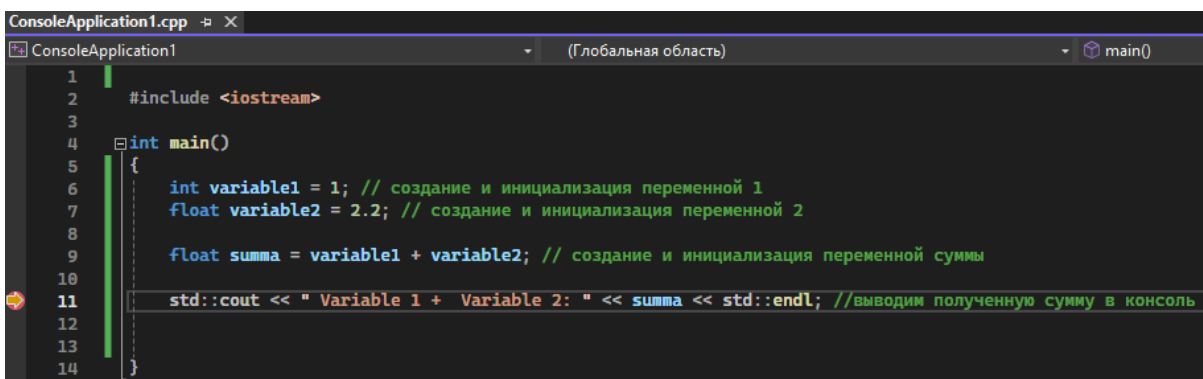 ConsoleApplication1.cpp
ConsoleApplication1 (Глобальная область) main()
1
2 #include <iostream>
3
4 int main()
5 {
6 int variable1 = 1; // создание и инициализация переменной 1
7 float variable2 = 2.2; // создание и инициализация переменной 2
8
9 float summa = variable1 + variable2; // создание и инициализация переменной суммы
10
11 std::cout << " Variable 1 +  Variable 2: " << summa << std::endl; //выводим полученную сумму в консоль
12
13
14 }